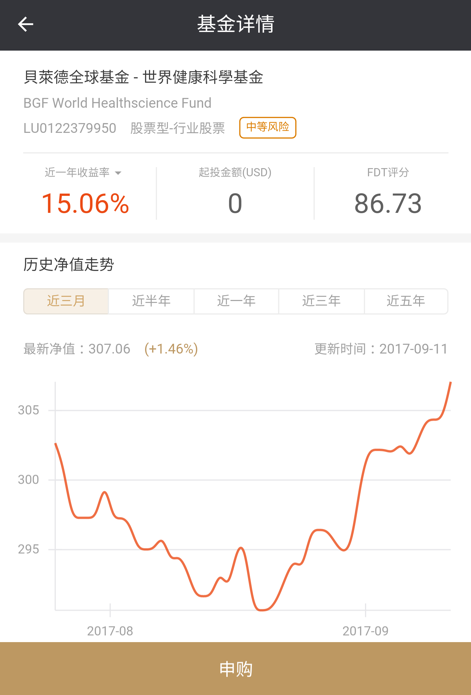 基金详情
貝萊德全球基金 - 世界健康科學基金
BGF World Healthscience Fund
LU0122379950 股票型-行业股票 中等风险
近一年收益率 起投金额(USD) FDT评分
15.06% 0 86.73
历史净值走势
近三月 近半年 近一年 近三年 近五年
最新净值：307.06 (+1.46%) 更新时间：2017-09-11
305
300
295
2017-08 2017-09
申购